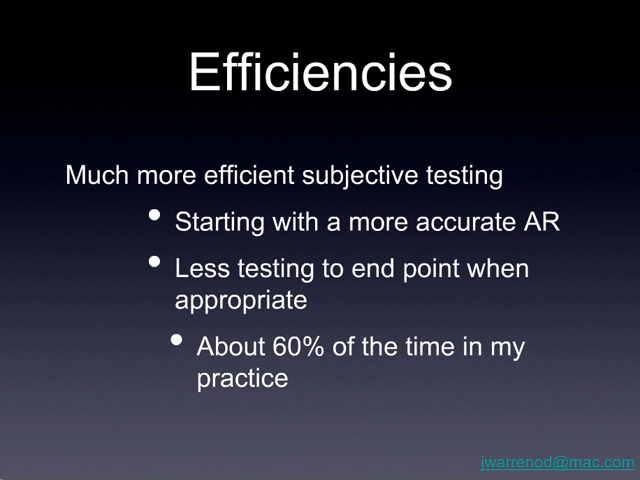 Efficiencies
Much more efficient subjective testing
• Starting with a more accurate AR
• Less testing to end point when
appropriate
• About 60% of the time in my
practice
jwarrenod@mac.com